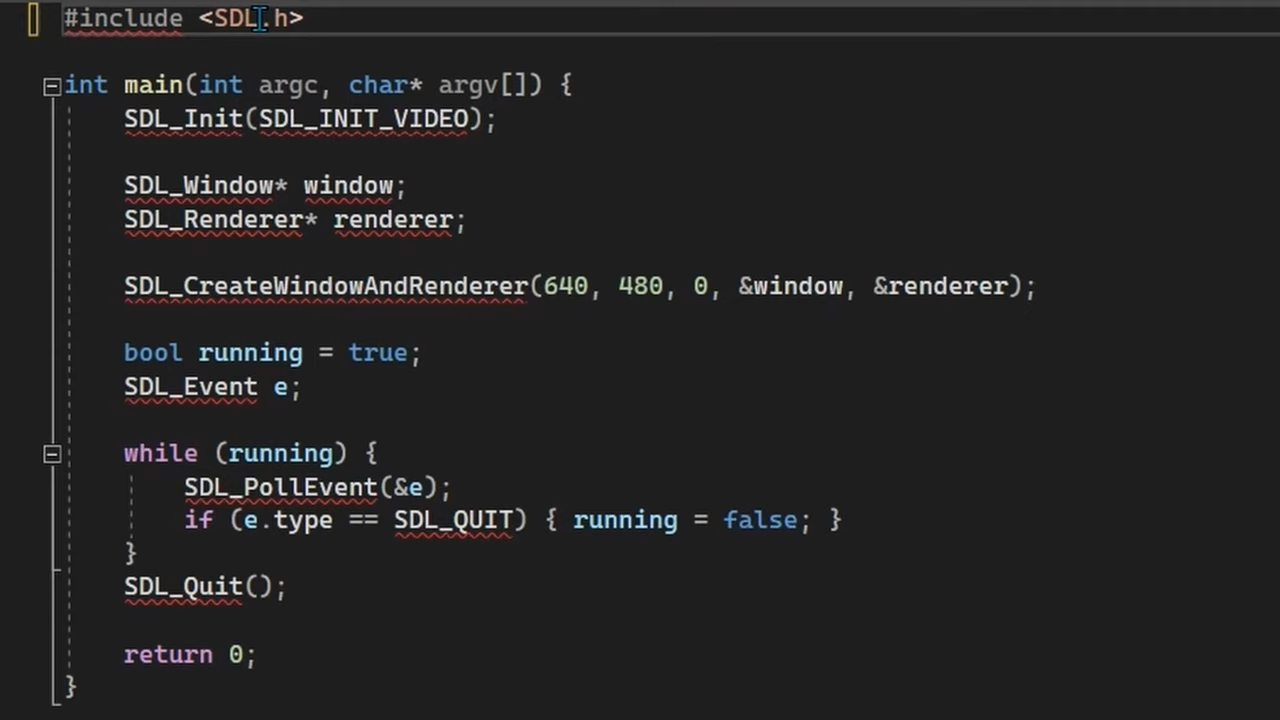 #include <SDL.h>
int main(int argc, char* argv[]) {
SDL_Init(SDL_INIT_VIDEO);
SDL_Window* window;
SDL_Renderer* renderer;
SDL_CreateWindowAndRenderer(640, 480, 0, &window, &renderer);
bool running = true;
SDL_Event e;
while (running) {
SDL_PollEvent(&e);
if (e.type == SDL_QUIT) { running = false; }
}
SDL_Quit();
return 0;
}